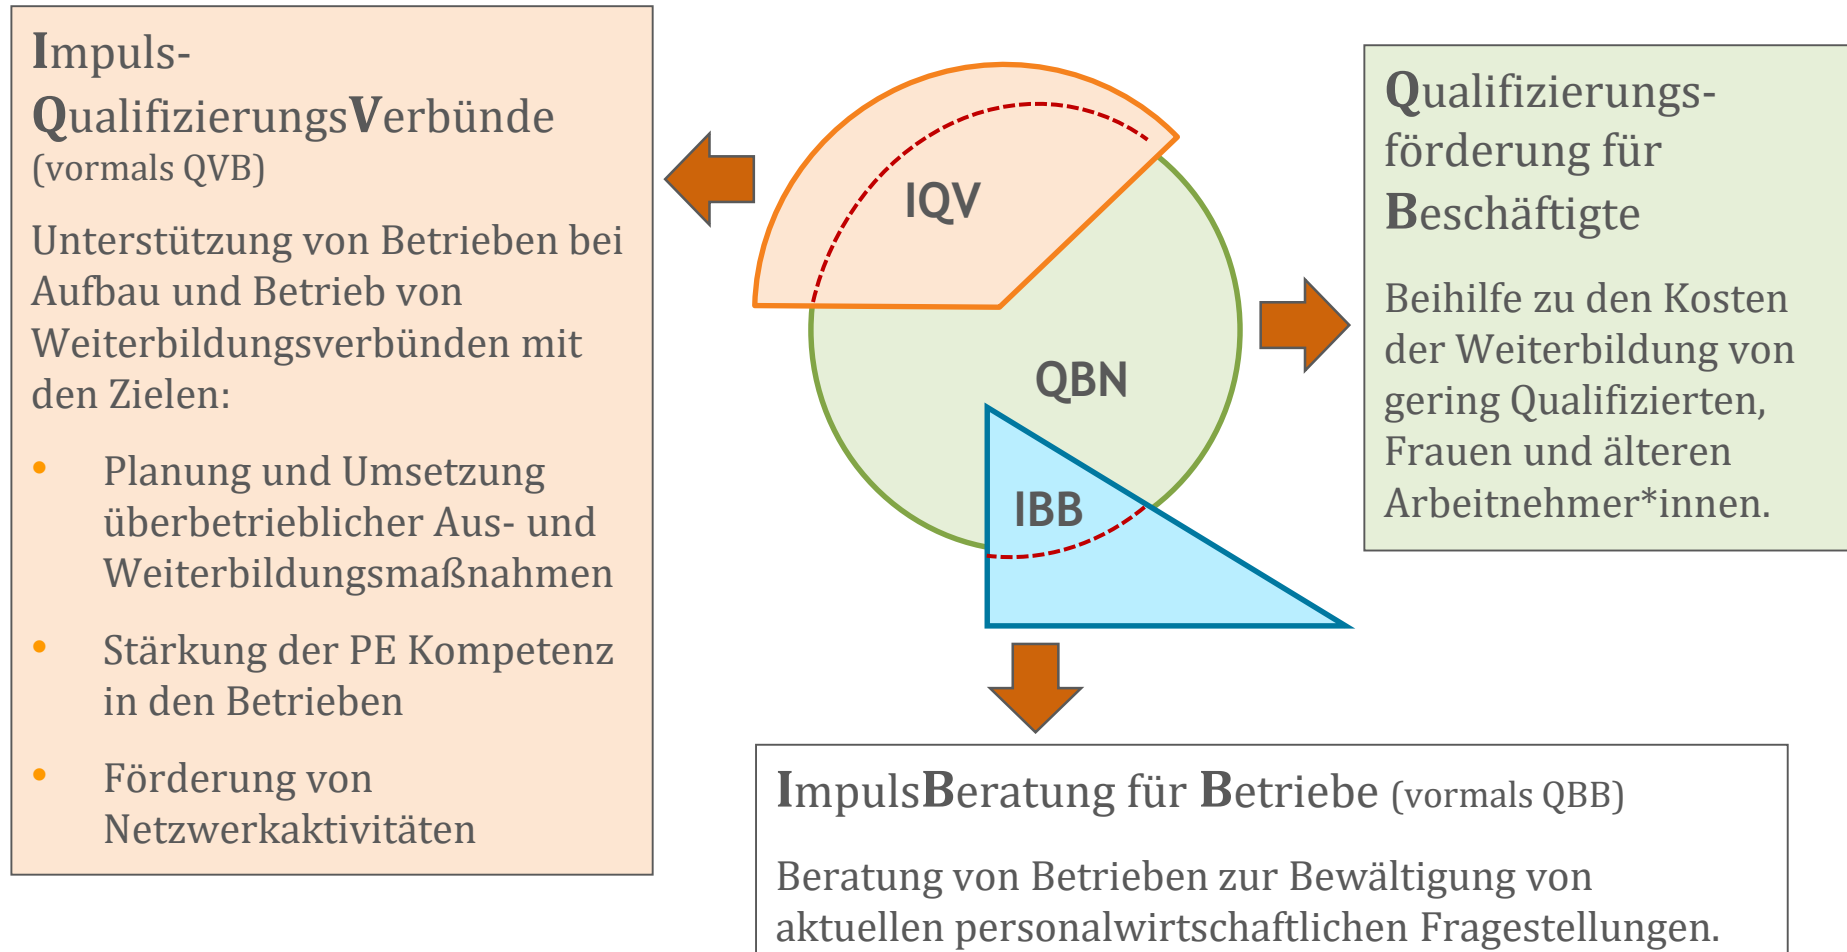 Impuls-
QualifizierungsVerbünde
(vormals QVB)
Unterstützung von Betrieben bei
Aufbau und Betrieb von
Weiterbildungsverbünden mit
den Zielen:
• Planung und Umsetzung
überbetrieblicher Aus- und
Weiterbildungsmaßnahmen
• Stärkung der PE Kompetenz
in den Betrieben
• Förderung von
Netzwerkaktivitäten
IQV
QBN
IBB
Qualifizierungs-
förderung für
Beschäftigte
Beihilfe zu den Kosten
der Weiterbildung von
gering Qualifizierten,
Frauen und älteren
Arbeitnehmer*innen.
ImpulsBeratung für Betriebe (vormals QBB)
Beratung von Betrieben zur Bewältigung von
aktuellen personalwirtschaftlichen Fragestellungen.